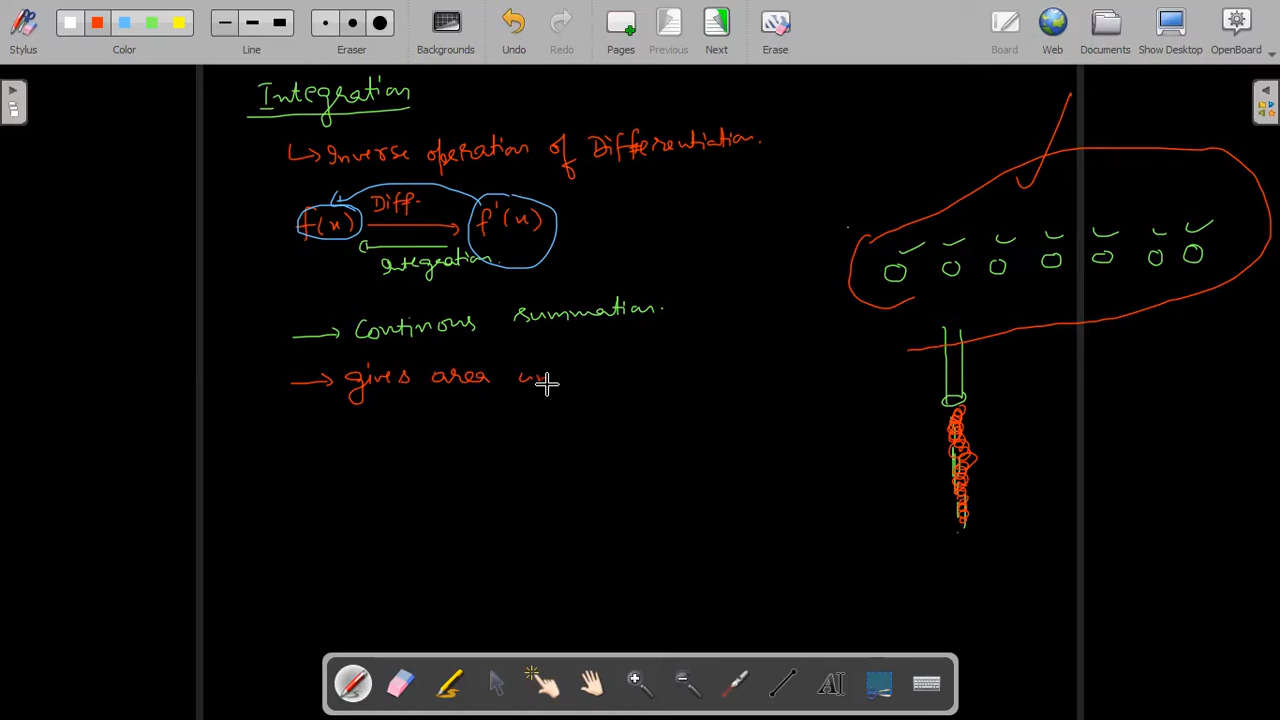 Stylus
Color
Line
Eraser
Backgrounds
Undo
Redo
Pages
Previous
Next
Erase
Board
Web
Documents
Show Desktop
OpenBoard
Integration
Inverse operation of Differentiation.
Diff.
f(x) f'(x)
Integration
Continous summation.
gives area
AI